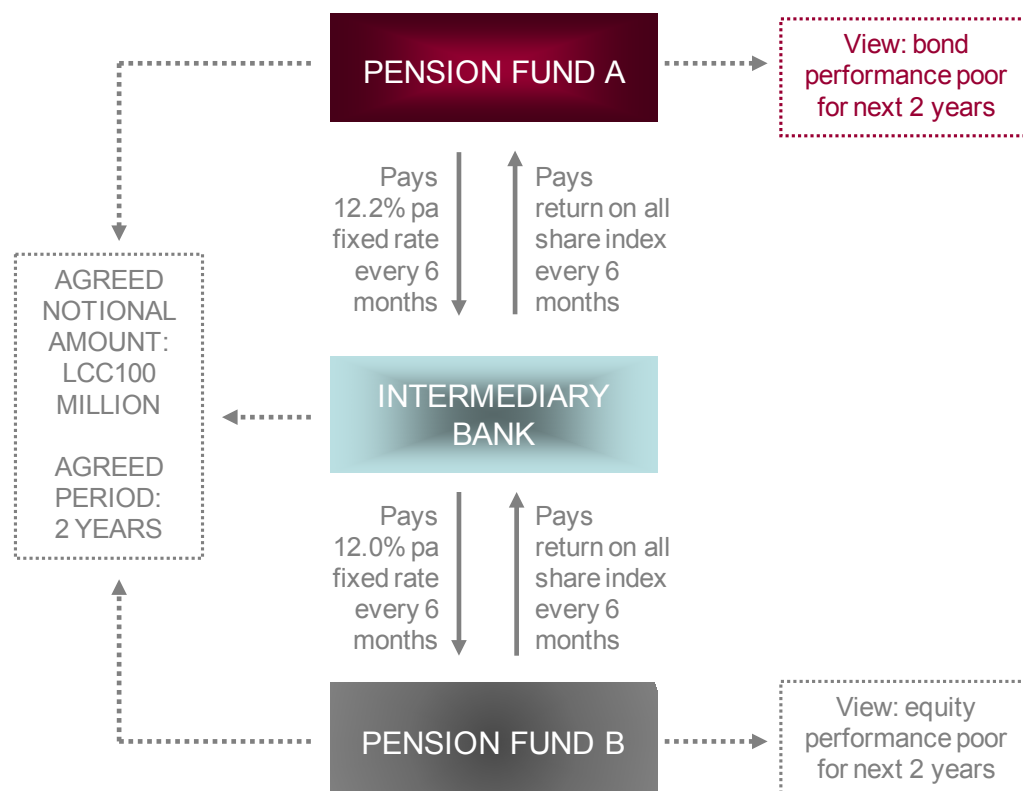 PENSION FUND A
View: bond
performance poor
for next 2 years
Pays
12.2% pa
fixed rate
every 6
months
Pays
return on all
share index
every 6
months
AGREED
NOTIONAL
AMOUNT:
LCC100
MILLION
AGREED
PERIOD:
2 YEARS
INTERMEDIARY
BANK
Pays
12.0% pa
fixed rate
every 6
months
Pays
return on all
share index
every 6
months
PENSION FUND B
View: equity
performance poor
for next 2 years